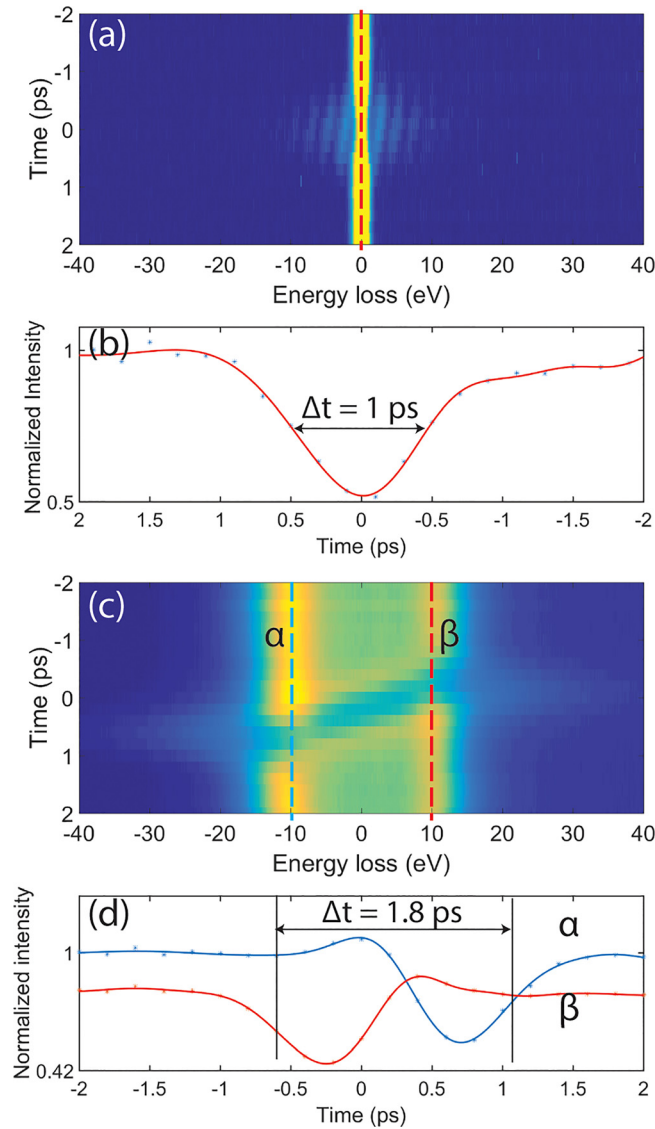 (a)
-2
-1
0
1
2
Time (ps)
-40 -30 -20 -10 0 10 20 30 40
Energy loss (eV)
(b)
1
0.5
Normalized Intensity
Δt = 1 ps
2 1.5 1 0.5 0 -0.5 -1 -1.5 -2
Time (ps)
(c)
-2
-1
0
1
2
Time (ps)
α
β
-40 -30 -20 -10 0 10 20 30 40
Energy loss (eV)
(d)
1
0.42
Normalized intensity
Δt = 1.8 ps
α
β
-2 -1.5 -1 -0.5 0 0.5 1 1.5 2
Time (ps)